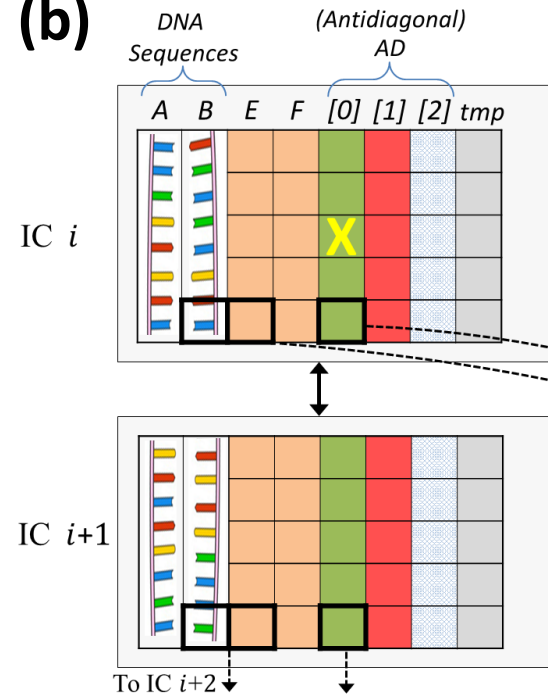 (b)
DNA
Sequences
(Antidiagonal)
AD
A B E F [0] [1] [2] tmp
IC i
X
IC i+1
To IC i+2